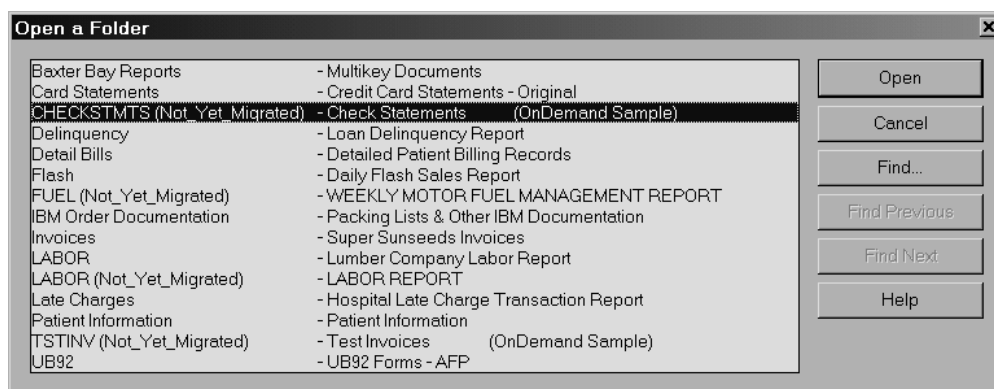 Open a Folder
Baxter Bay Reports - Multikey Documents
Card Statements - Credit Card Statements - Original
CHECKSTMTS (Not_Yet_Migrated) - Check Statements (OnDemand Sample)
Delinquency - Loan Delinquency Report
Detail Bills - Detailed Patient Billing Records
Flash - Daily Flash Sales Report
FUEL (Not_Yet_Migrated) - WEEKLY MOTOR FUEL MANAGEMENT REPORT
IBM Order Documentation - Packing Lists & Other IBM Documentation
Invoices - Super Sunseeds Invoices
LABOR - Lumber Company Labor Report
LABOR (Not_Yet_Migrated) - LABOR REPORT
Late Charges - Hospital Late Charge Transaction Report
Patient Information - Patient Information
TSTINV (Not_Yet_Migrated) - Test Invoices (OnDemand Sample)
UB92 - UB92 Forms - AFP
Open
Cancel
Find...
Find Previous
Find Next
Help